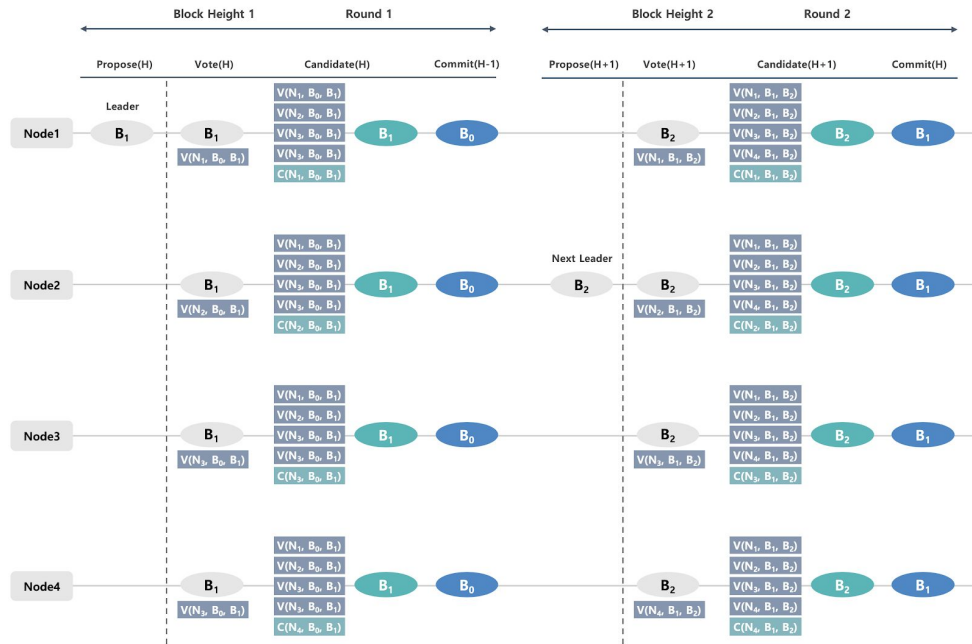 Block Height 1 Round 1 Block Height 2 Round 2
Propose(H) Vote(H) Candidate(H) Commit(H-1) Propose(H+1) Vote(H+1) Candidate(H+1) Commit(H)
V(N₁, B₀, B₁) V(N₁, B₁, B₂)
Leader V(N₂, B₀, B₁) V(N₂, B₁, B₂)
Node1 B₁ B₁ V(N₃, B₀, B₁) B₁ B₀ B₂ V(N₃, B₁, B₂) B₂ B₁
V(N₁, B₀, B₁) V(N₃, B₀, B₁) V(N₁, B₁, B₂) V(N₄, B₁, B₂)
C(N₁, B₀, B₁) C(N₁, B₁, B₂)
V(N₁, B₀, B₁) V(N₁, B₁, B₂)
V(N₂, B₀, B₁) Next Leader V(N₂, B₁, B₂)
Node2 B₁ V(N₃, B₀, B₁) B₁ B₀ B₂ B₂ V(N₃, B₁, B₂) B₂ B₁
V(N₂, B₀, B₁) V(N₃, B₀, B₁) V(N₂, B₁, B₂) V(N₄, B₁, B₂)
C(N₂, B₀, B₁) C(N₂, B₁, B₂)
V(N₁, B₀, B₁) V(N₁, B₁, B₂)
V(N₂, B₀, B₁) V(N₂, B₁, B₂)
Node3 B₁ V(N₃, B₀, B₁) B₁ B₀ B₂ V(N₃, B₁, B₂) B₂ B₁
V(N₃, B₀, B₁) V(N₃, B₀, B₁) V(N₃, B₁, B₂) V(N₄, B₁, B₂)
C(N₃, B₀, B₁) C(N₃, B₁, B₂)
V(N₁, B₀, B₁) V(N₁, B₁, B₂)
V(N₂, B₀, B₁) V(N₂, B₁, B₂)
Node4 B₁ V(N₃, B₀, B₁) B₁ B₀ B₂ V(N₃, B₁, B₂) B₂ B₁
V(N₃, B₀, B₁) V(N₃, B₀, B₁) V(N₄, B₁, B₂) V(N₄, B₁, B₂)
C(N₄, B₀, B₁) C(N₄, B₁, B₂)